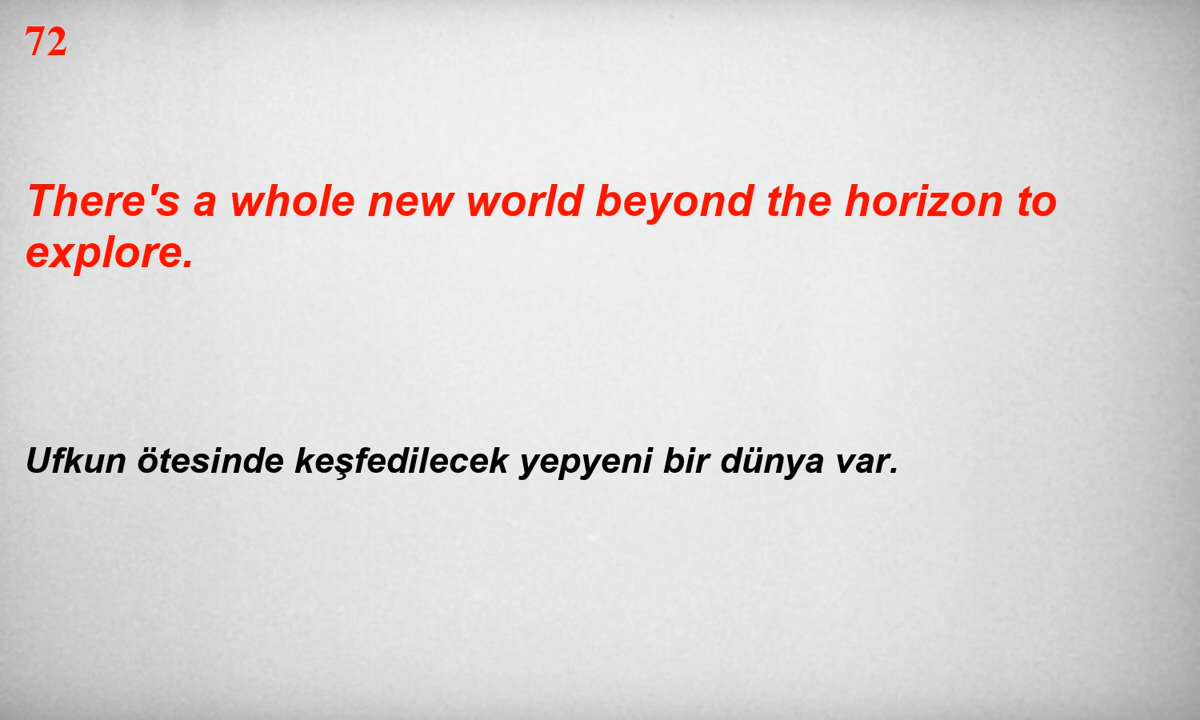 72
There's a whole new world beyond the horizon to
explore.
Ufkun ötesinde keşfedilecek yepyeni bir dünya var.